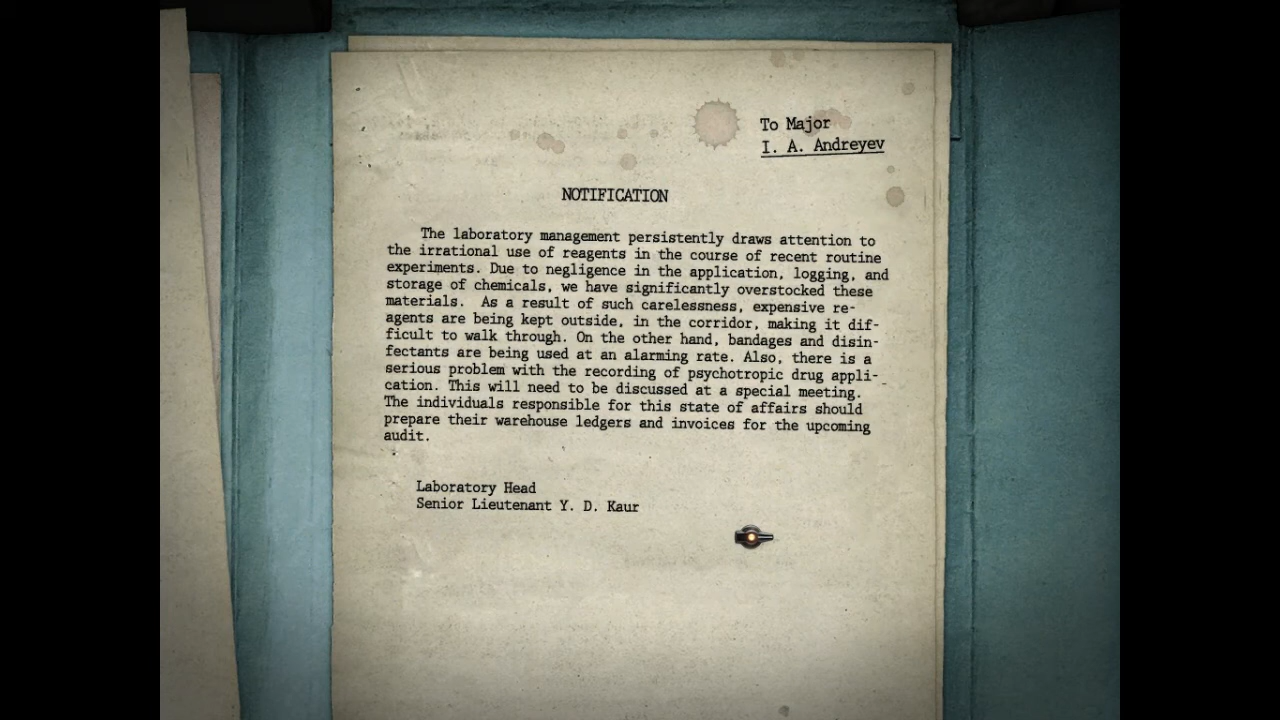 To Major
I. A. Andreyev
NOTIFICATION
The laboratory management persistently draws attention to
the irrational use of reagents in the course of recent routine
experiments. Due to negligence in the application, logging, and
storage of chemicals, we have significantly overstocked these
materials. As a result of such carelessness, expensive re-
agents are being kept outside, in the corridor, making it dif-
ficult to walk through. On the other hand, bandages and disin-
fectants are being used at an alarming rate. Also, there is a
serious problem with the recording of psychotropic drug appli-
cation. This will need to be discussed at a special meeting.
The individuals responsible for this state of affairs should
prepare their warehouse ledgers and invoices for the upcoming
audit.
Laboratory Head
Senior Lieutenant Y. D. Kaur